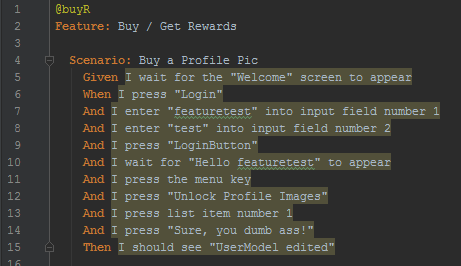 1 @buyR
2 Feature: Buy / Get Rewards
3
4 Scenario: Buy a Profile Pic
5 Given I wait for the "Welcome" screen to appear
6 When I press "Login"
7 And I enter "featuretest" into input field number 1
8 And I enter "test" into input field number 2
9 And I press "LoginButton"
10 And I wait for "Hello featuretest" to appear
11 And I press the menu key
12 And I press "Unlock Profile Images"
13 And I press list item number 1
14 And I press "Sure, you dumb ass!"
15 Then I should see "UserModel edited"
16